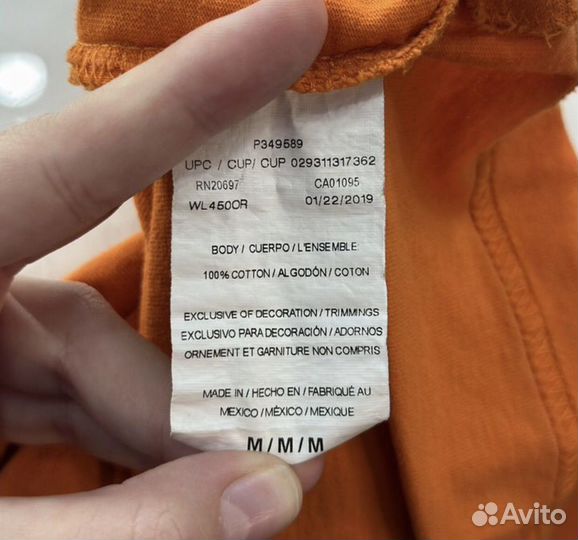 P349589
UPC / CUP/ CUP 029311317362
RN20697 CA01095
WL450OR 01/22/2019
BODY / CUERPO / L'ENSEMBLE
100% COTTON / ALGODÓN / COTON
EXCLUSIVE OF DECORATION / TRIMMINGS
EXCLUSIVO PARA DECORACIÓN / ADORNOS
ORNEMENT ET GARNITURE NON COMPRIS
MADE IN / HECHO EN / FABRIQUÉ AU
MEXICO / MÉXICO / MEXIQUE
M / M / M
Avito